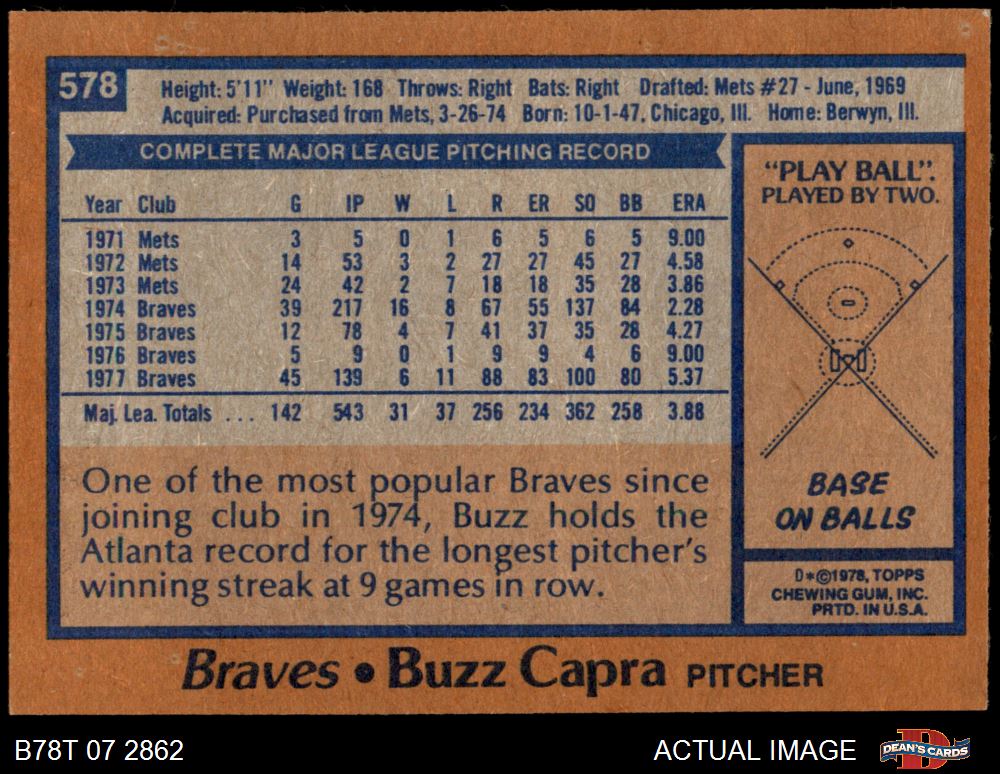 578
Height: 5'11" Weight: 168 Throws: Right Bats: Right Drafted: Mets #27 - June, 1969
Acquired: Purchased from Mets, 3-26-74 Born: 10-1-47, Chicago, Ill. Home: Berwyn, Ill.
COMPLETE MAJOR LEAGUE PITCHING RECORD
Year Club G IP W L R ER SO BB ERA
1971 Mets 3 5 0 1 6 5 6 5 9.00
1972 Mets 14 53 3 2 27 27 45 27 4.58
1973 Mets 24 42 2 7 18 18 35 28 3.86
1974 Braves 39 217 16 8 67 55 137 84 2.28
1975 Braves 12 78 4 7 41 37 35 28 4.27
1976 Braves 5 9 0 1 9 9 4 6 9.00
1977 Braves 45 139 6 11 88 83 100 80 5.37
Maj. Lea. Totals ... 142 543 31 37 256 234 362 258 3.88
One of the most popular Braves since
joining club in 1974, Buzz holds the
Atlanta record for the longest pitcher's
winning streak at 9 games in row.
"PLAY BALL".
PLAYED BY TWO.
BASE
ON BALLS
D*©1978, TOPPS
CHEWING GUM, INC.
PRTD. IN U.S.A.
Braves • Buzz Capra PITCHER
B78T 07 2862
ACTUAL IMAGE
DEAN'S CARDS